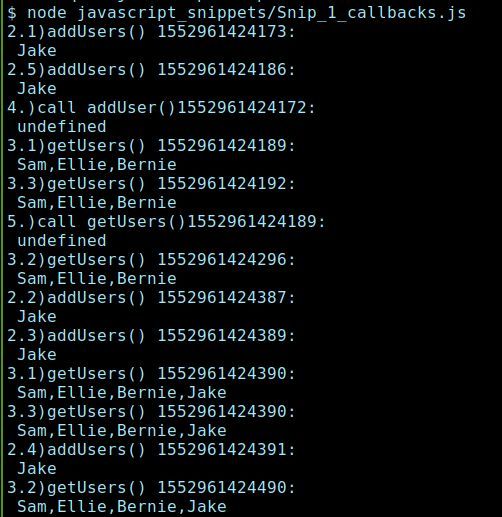 $ node javascript_snippets/Snip_1_callbacks.js
2.1)addUsers() 1552961424173:
 Jake
2.5)addUsers() 1552961424186:
 Jake
4.)call addUser()1552961424172:
 undefined
3.1)getUsers() 1552961424189:
 Sam,Ellie,Bernie
3.3)getUsers() 1552961424192:
 Sam,Ellie,Bernie
5.)call getUsers()1552961424189:
 undefined
3.2)getUsers() 1552961424296:
 Sam,Ellie,Bernie
2.2)addUsers() 1552961424387:
 Jake
2.3)addUsers() 1552961424389:
 Jake
3.1)getUsers() 1552961424390:
 Sam,Ellie,Bernie,Jake
3.3)getUsers() 1552961424390:
 Sam,Ellie,Bernie,Jake
2.4)addUsers() 1552961424391:
 Jake
3.2)getUsers() 1552961424490:
 Sam,Ellie,Bernie,Jake